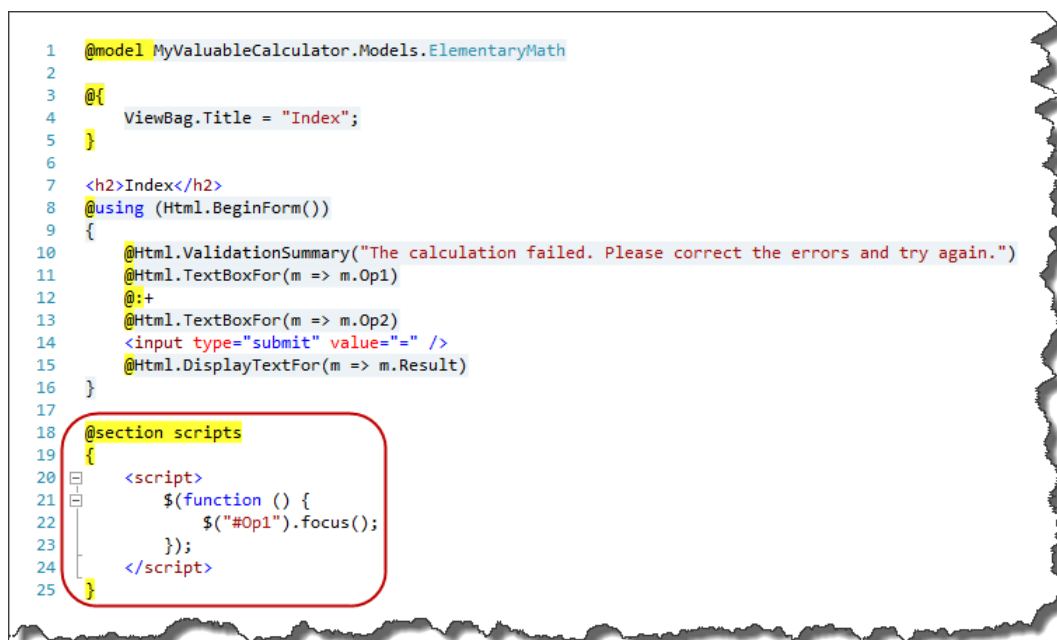 1 @model MyValuableCalculator.Models.ElementaryMath
2
3 @{
4     ViewBag.Title = "Index";
5 }
6
7 <h2>Index</h2>
8 @using (Html.BeginForm())
9 {
10     @Html.ValidationSummary("The calculation failed. Please correct the errors and try again.")
11     @Html.TextBoxFor(m => m.Op1)
12     @:+
13     @Html.TextBoxFor(m => m.Op2)
14     <input type="submit" value="=" />
15     @Html.DisplayTextFor(m => m.Result)
16 }
17
18 @section scripts
19 {
20     <script>
21         $(function () {
22             $("#Op1").focus();
23         });
24     </script>
25 }